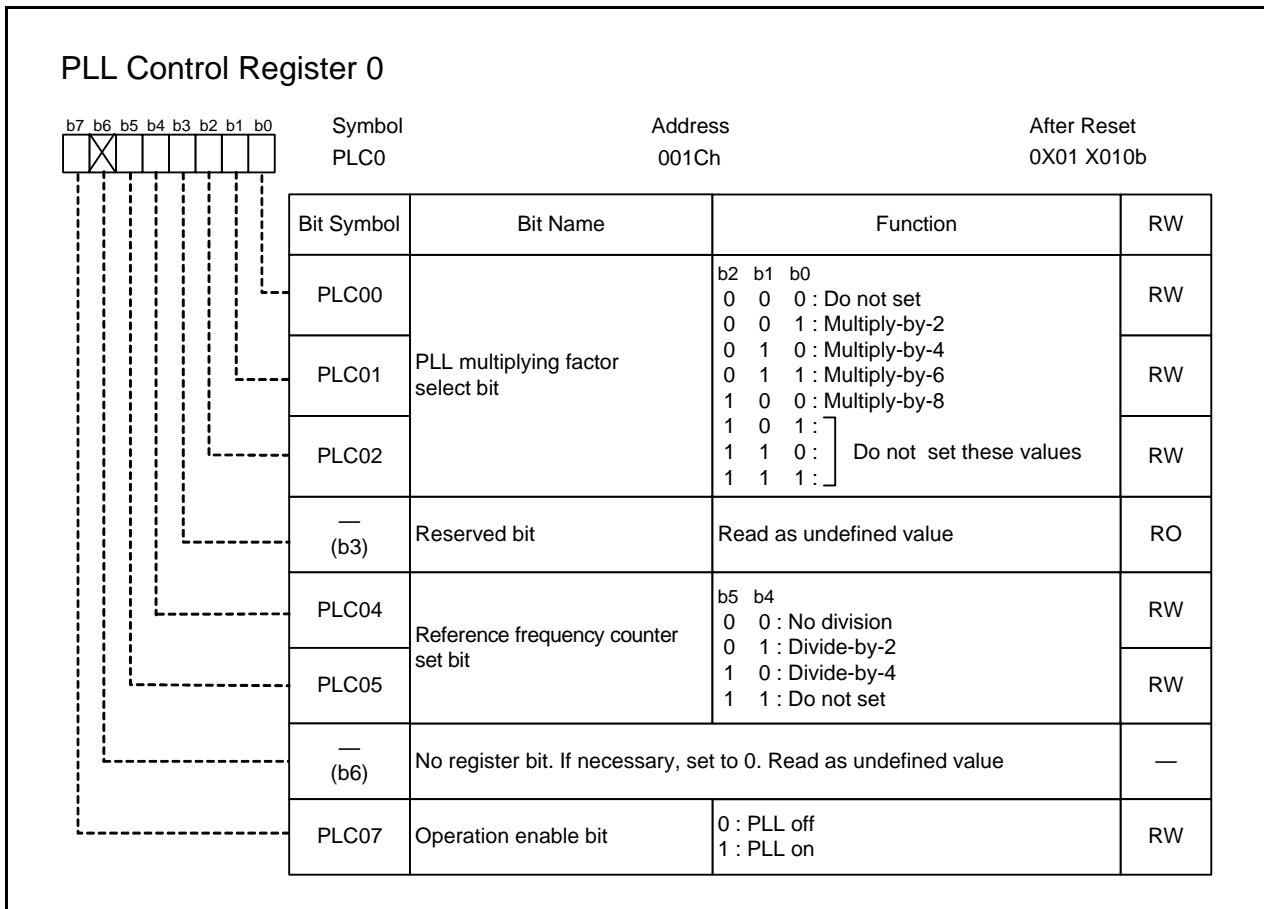 PLL Control Register 0
b7 b6 b5 b4 b3 b2 b1 b0
Symbol Address After Reset
PLC0 001Ch 0X01 X010b
Bit Symbol Bit Name Function RW
PLC00 RW
PLC01 RW
PLC02 RW
PLL multiplying factor
select bit
b2 b1 b0
0 0 0 : Do not set
0 0 1 : Multiply-by-2
0 1 0 : Multiply-by-4
0 1 1 : Multiply-by-6
1 0 0 : Multiply-by-8
1 0 1 :
1 1 0 : Do not set these values
1 1 1 :
—
(b3)
Reserved bit Read as undefined value RO
PLC04 RW
PLC05 RW
Reference frequency counter
set bit
b5 b4
0 0 : No division
0 1 : Divide-by-2
1 0 : Divide-by-4
1 1 : Do not set
—
(b6)
No register bit. If necessary, set to 0. Read as undefined value —
PLC07 Operation enable bit
0 : PLL off
1 : PLL on
RW